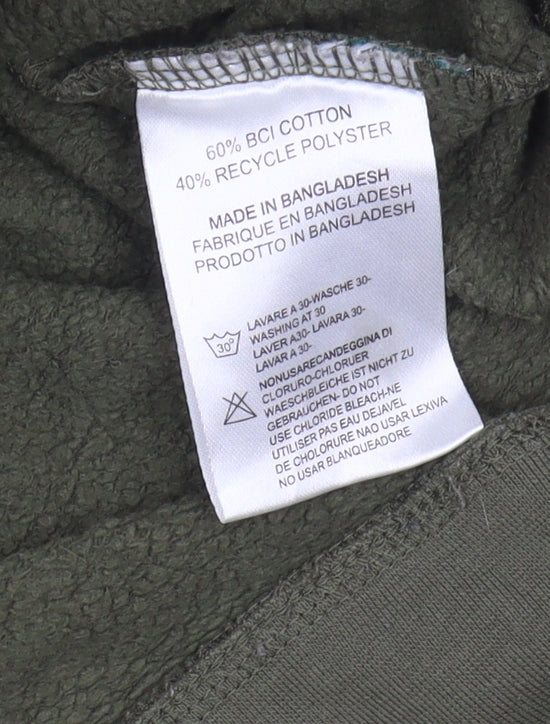 60% BCI COTTON
40% RECYCLE POLYSTER
MADE IN BANGLADESH
FABRIQUE EN BANGLADESH
PRODOTTO IN BANGLADESH
30°
LAVARE A 30-WASCHE 30-
WASHING AT 30
LAVER A30- LAVARA 30-
LAVAR A 30-
NONUSARECANDEGGINA DI
CLORURO-CHLORUER
WAESCHBLEICHE IST NICHT ZU
GEBRAUCHEN- DO NOT
USE CHLORIDE BLEACH-NE
UTILISER PAS EAU DEJAVEL
DE CHOLORURE NAO USAR LEXIVA
NO USAR BLANQUEADORE